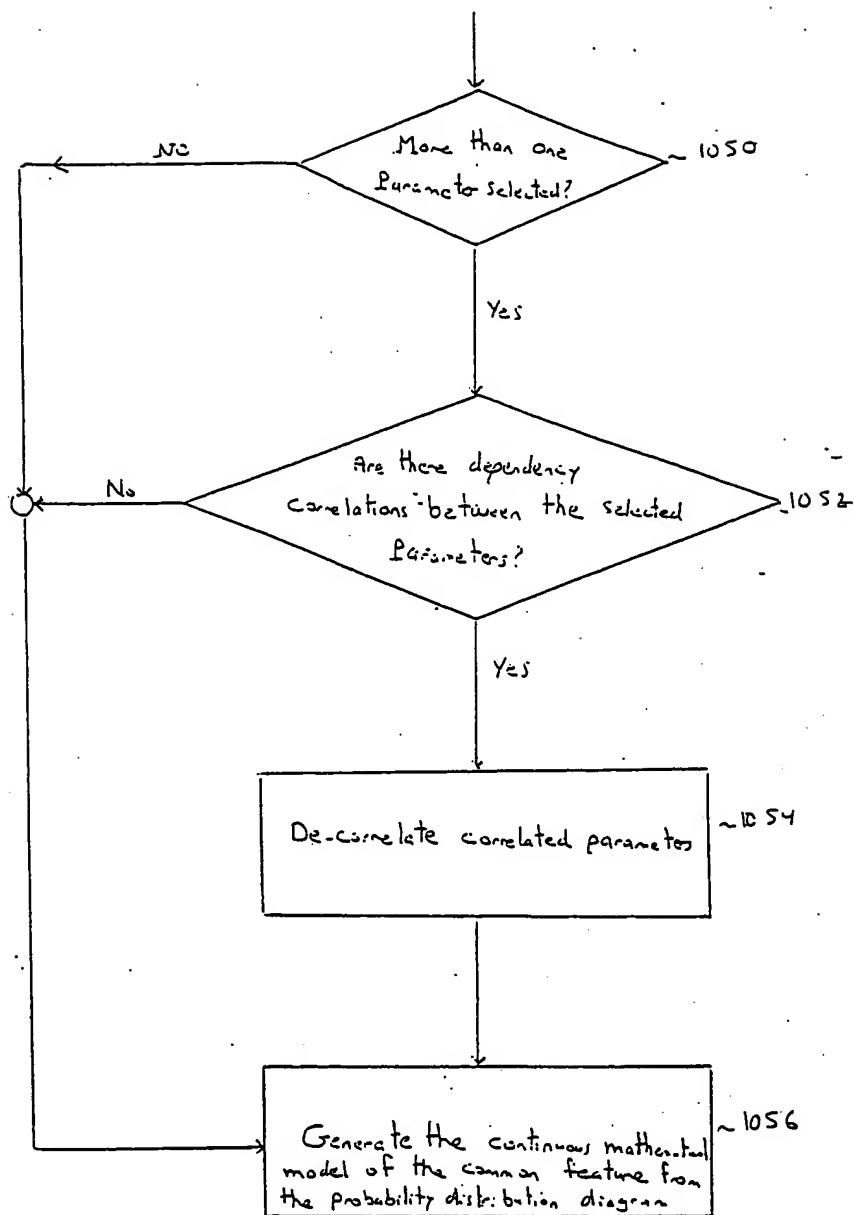 More than one
Parameter selected?
~ 1050
No
Yes
Are there dependency
correlations between the selected
Parameters?
1052
No
Yes
De-correlate correlated parameters
~ 1054
Generate the continuous mathematical
model of the common feature from
the probability distribution diagram
~ 1056